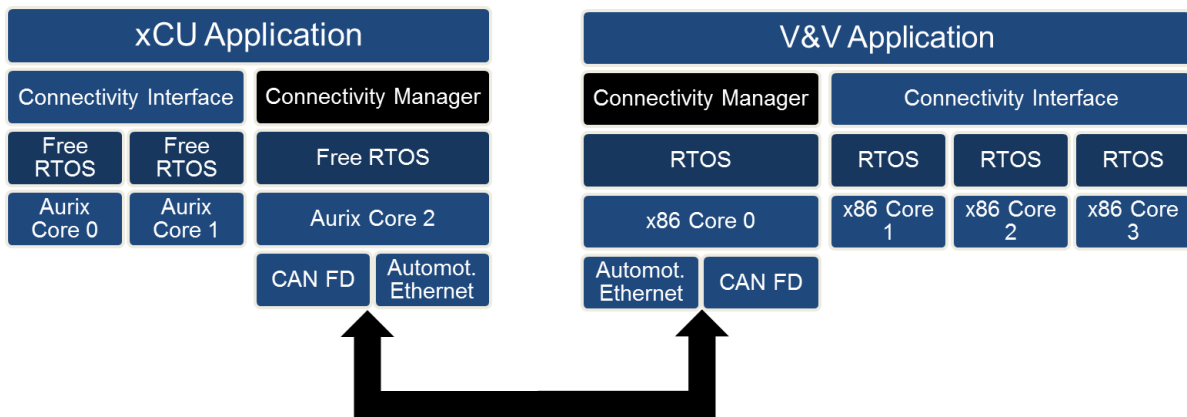 xCU Application
V&V Application
Connectivity Interface
Connectivity Manager
Connectivity Manager
Connectivity Interface
Free
RTOS
Free
RTOS
Free RTOS
RTOS
RTOS
RTOS
RTOS
Aurix
Core 0
Aurix
Core 1
Aurix Core 2
x86 Core 0
x86 Core
1
x86 Core
2
x86 Core
3
CAN FD
Automot.
Ethernet
Automot.
Ethernet
CAN FD